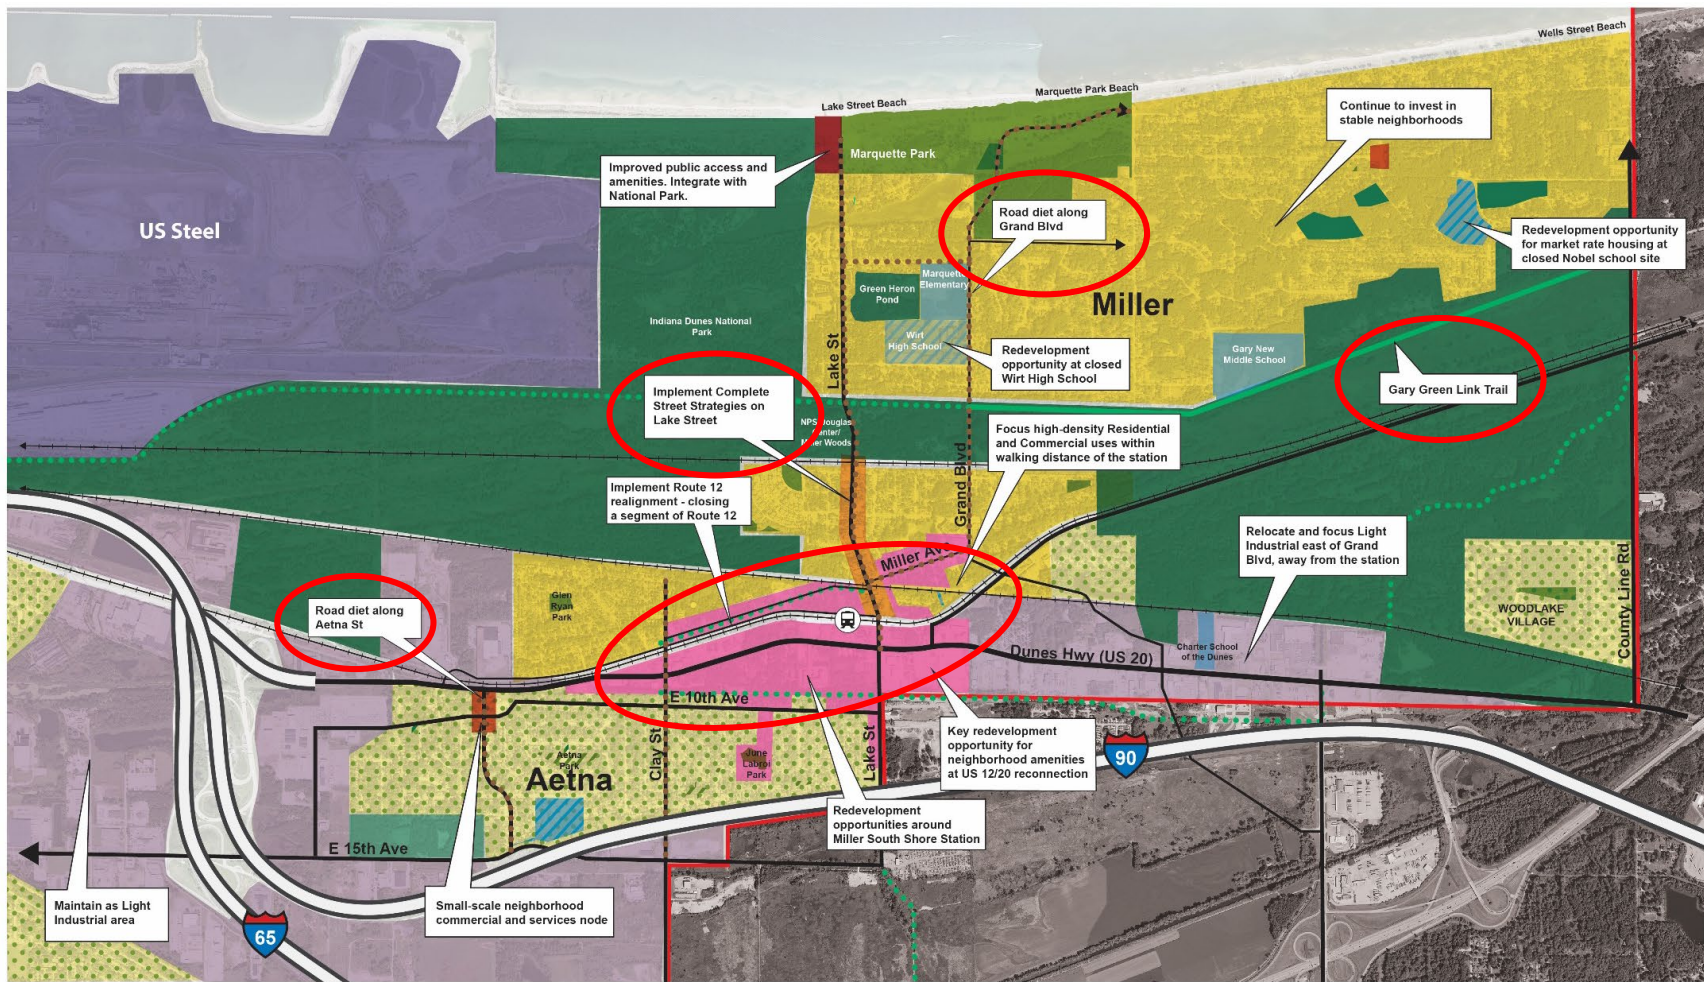 Wells Street Beach
Marquette Park Beach
Lake Street Beach
Continue to invest in
stable neighborhoods
Marquette Park
Improved public access and
amenities. Integrate with
National Park.
US Steel
Road diet along
Grand Blvd
Redevelopment opportunity
for market rate housing at
closed Nobel school site
Marquette
Elementary
Green Heron
Pond
Miller
Indiana Dunes National
Park
Wirt
High School
Lake St
Redevelopment
opportunity at closed
Wirt High School
Gary New
Middle School
Gary Green Link Trail
Implement Complete
Street Strategies on
Lake Street
NPS Douglas
Center/
Miller Woods
Focus high-density Residential
and Commercial uses within
walking distance of the station
Grand Blvd
Implement Route 12
realignment - closing
a segment of Route 12
Relocate and focus Light
Industrial east of Grand
Blvd, away from the station
Miller Ave
County Line Rd
Glen
Ryan
Park
Road diet along
Aetna St
WOODLAKE
VILLAGE
Charter School
of the Dunes
Dunes Hwy (US 20)
E 10th Ave
Clay St
Lake St
Aetna
Park
Aetna
June
Labroi
Park
Key redevelopment
opportunity for
neighborhood amenities
at US 12/20 reconnection
90
Redevelopment
opportunities around
Miller South Shore Station
E 15th Ave
Maintain as Light
Industrial area
Small-scale neighborhood
commercial and services node
65